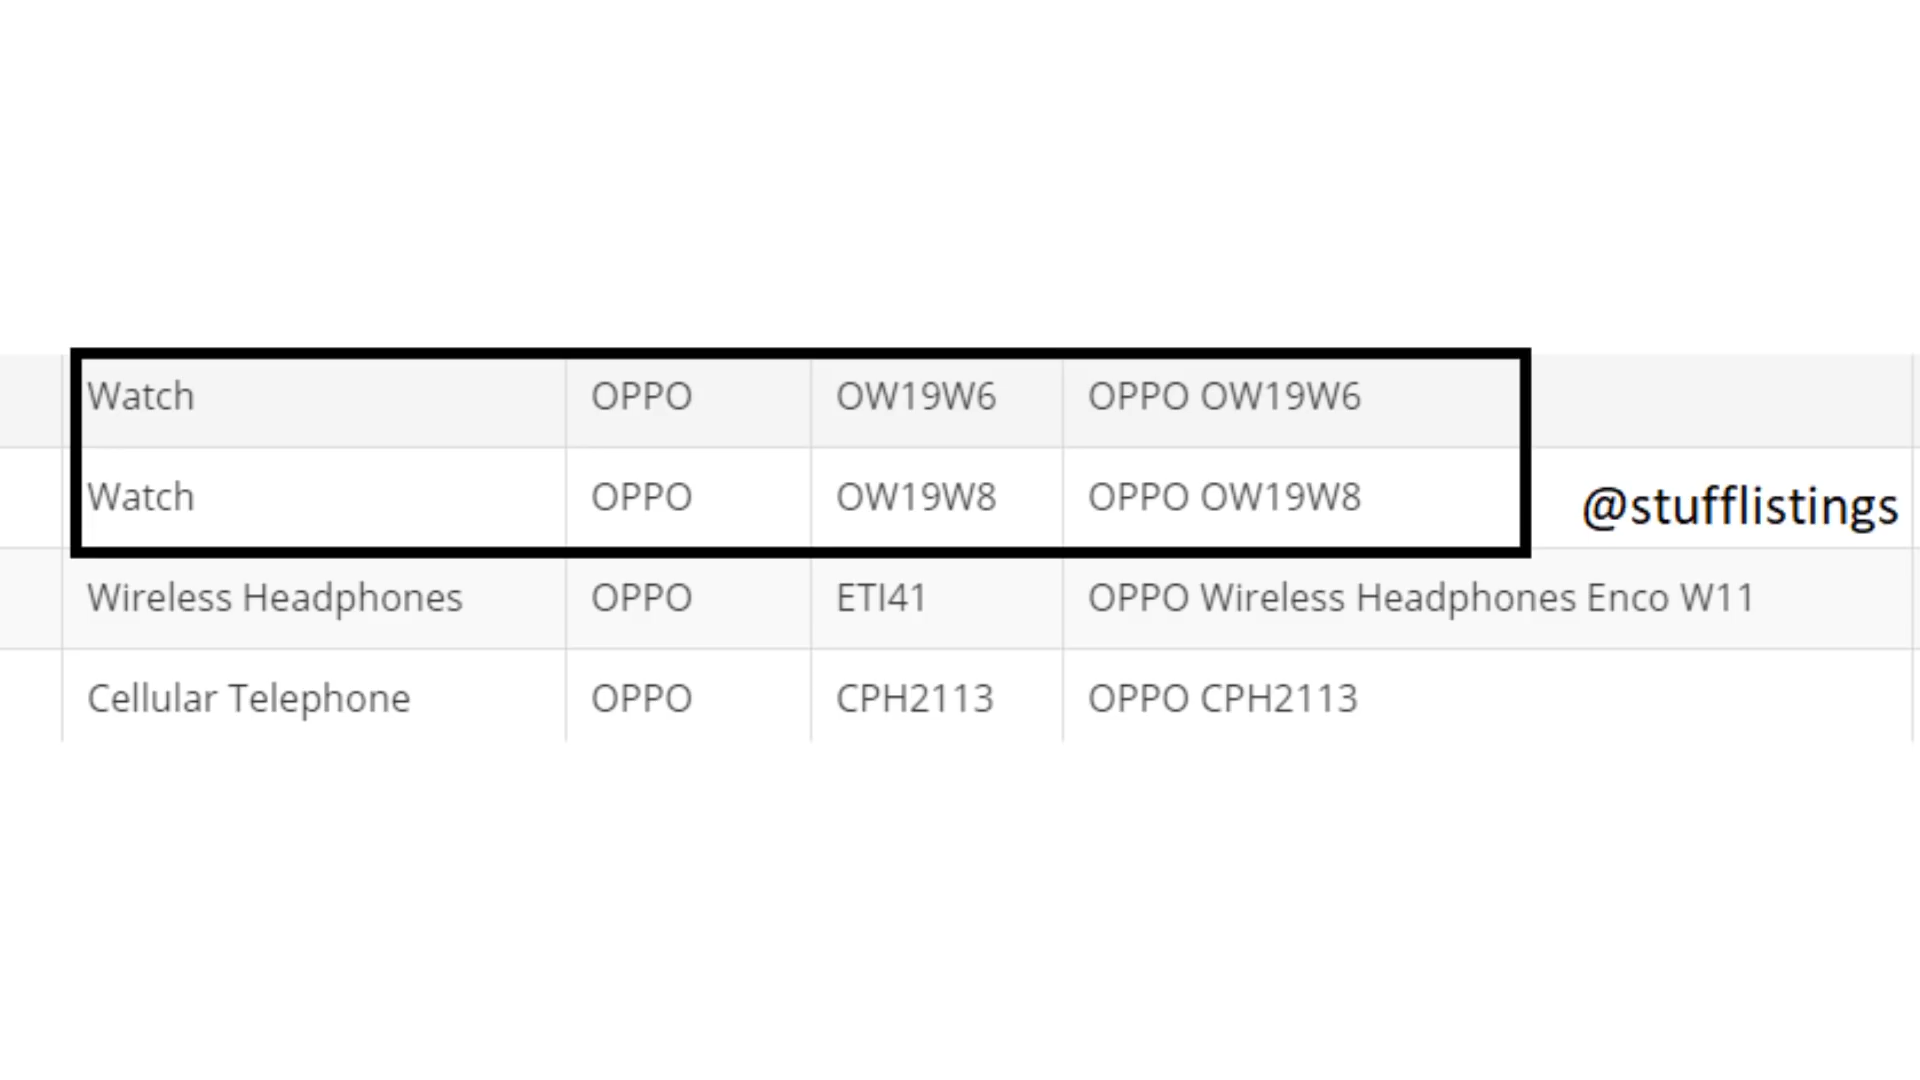 Watch OPPO OW19W6 OPPO OW19W6
Watch OPPO OW19W8 OPPO OW19W8
@stufflistings
Wireless Headphones OPPO ETI41 OPPO Wireless Headphones Enco W11
Cellular Telephone OPPO CPH2113 OPPO CPH2113